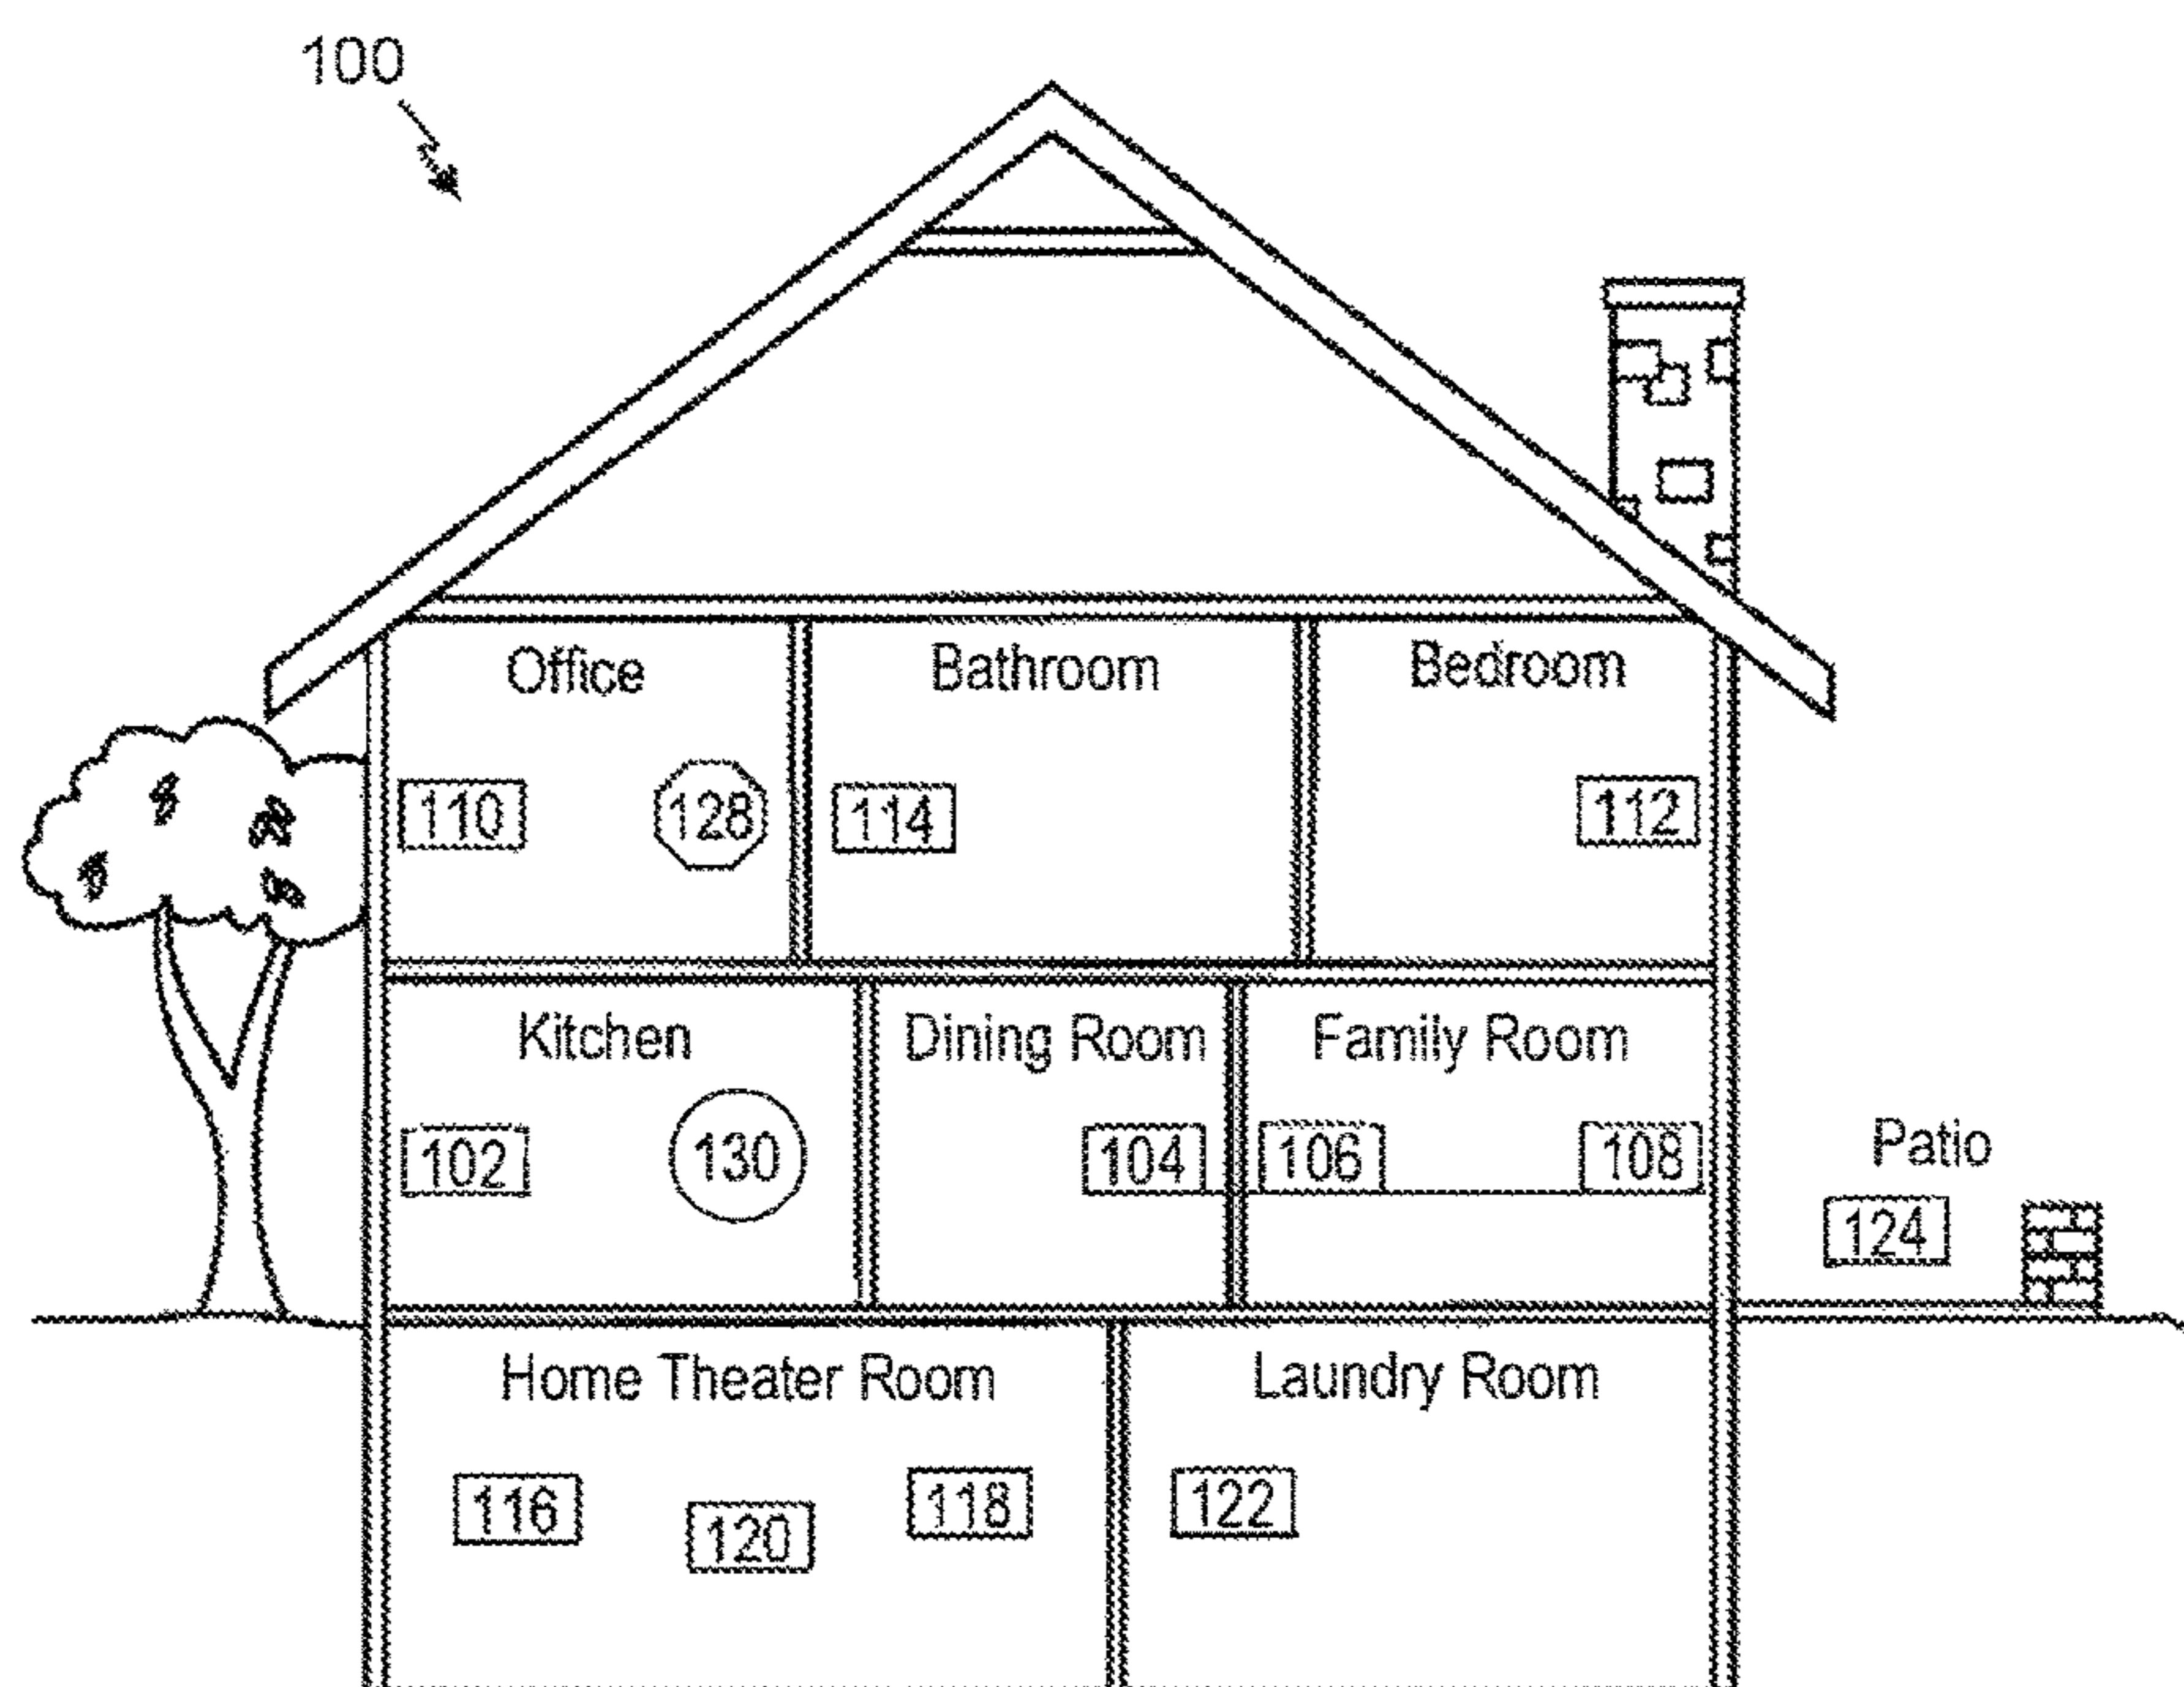 100
Office
Bathroom
Bedroom
110
128
114
112
Kitchen
Dining Room
Family Room
102
130
104
106
108
Patio
124
Home Theater Room
Laundry Room
116
120
118
122